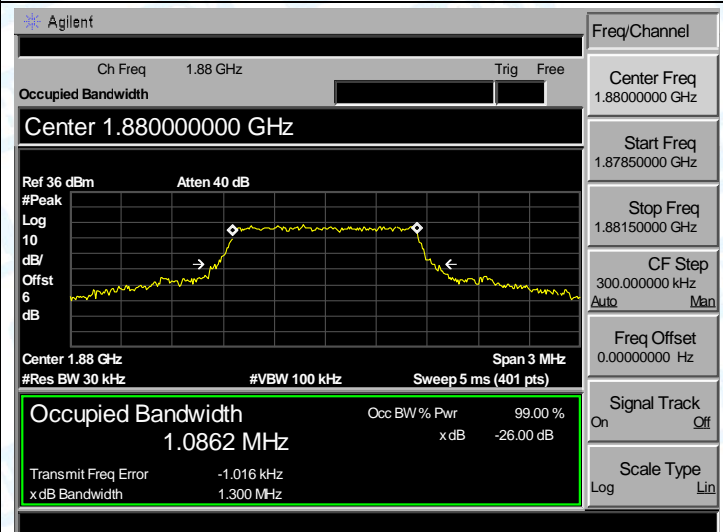 Agilent
Freq/Channel
Ch Freq 1.88 GHz Trig Free
Occupied Bandwidth
Center Freq
1.88000000 GHz
Center 1.880000000 GHz
Start Freq
1.87850000 GHz
Stop Freq
1.88150000 GHz
CF Step
300.000000 kHz
Auto Man
Freq Offset
0.00000000 Hz
Signal Track
On Off
Scale Type
Log Lin
Ref 36 dBm Atten 40 dB
#Peak
Log
10
dB/
Offst
6
dB
Center 1.88 GHz Span 3 MHz
#Res BW 30 kHz #VBW 100 kHz Sweep 5 ms (401 pts)
Occupied Bandwidth Occ BW % Pwr 99.00 %
1.0862 MHz x dB -26.00 dB
Transmit Freq Error -1.016 kHz
x dB Bandwidth 1.300 MHz